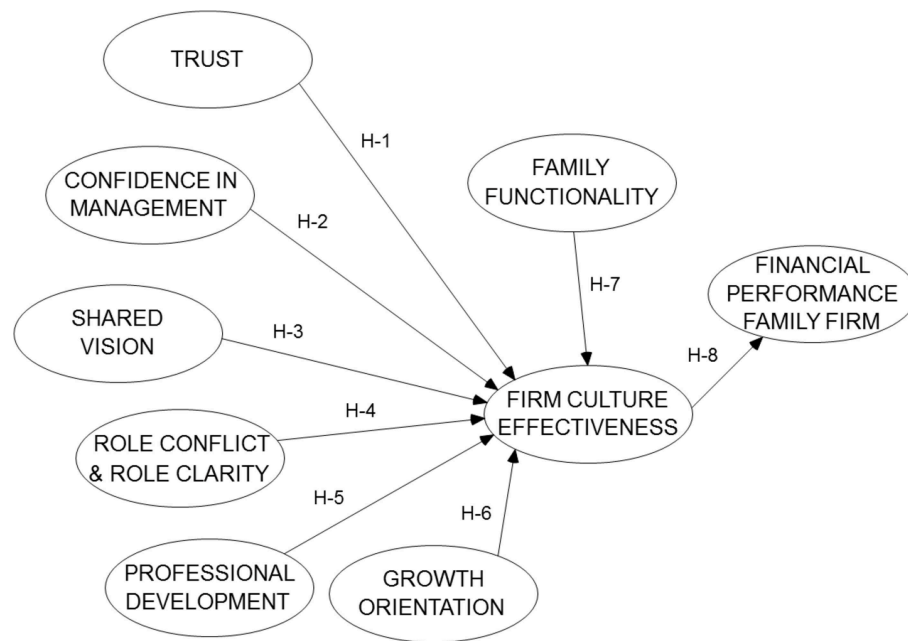 TRUST
H-1
CONFIDENCE IN
MANAGEMENT
H-2
FAMILY
FUNCTIONALITY
H-7
FINANCIAL
PERFORMANCE
FAMILY FIRM
SHARED
VISION
H-3
H-8
FIRM CULTURE
EFFECTIVENESS
ROLE CONFLICT
& ROLE CLARITY
H-4
H-5
H-6
PROFESSIONAL
DEVELOPMENT
GROWTH
ORIENTATION